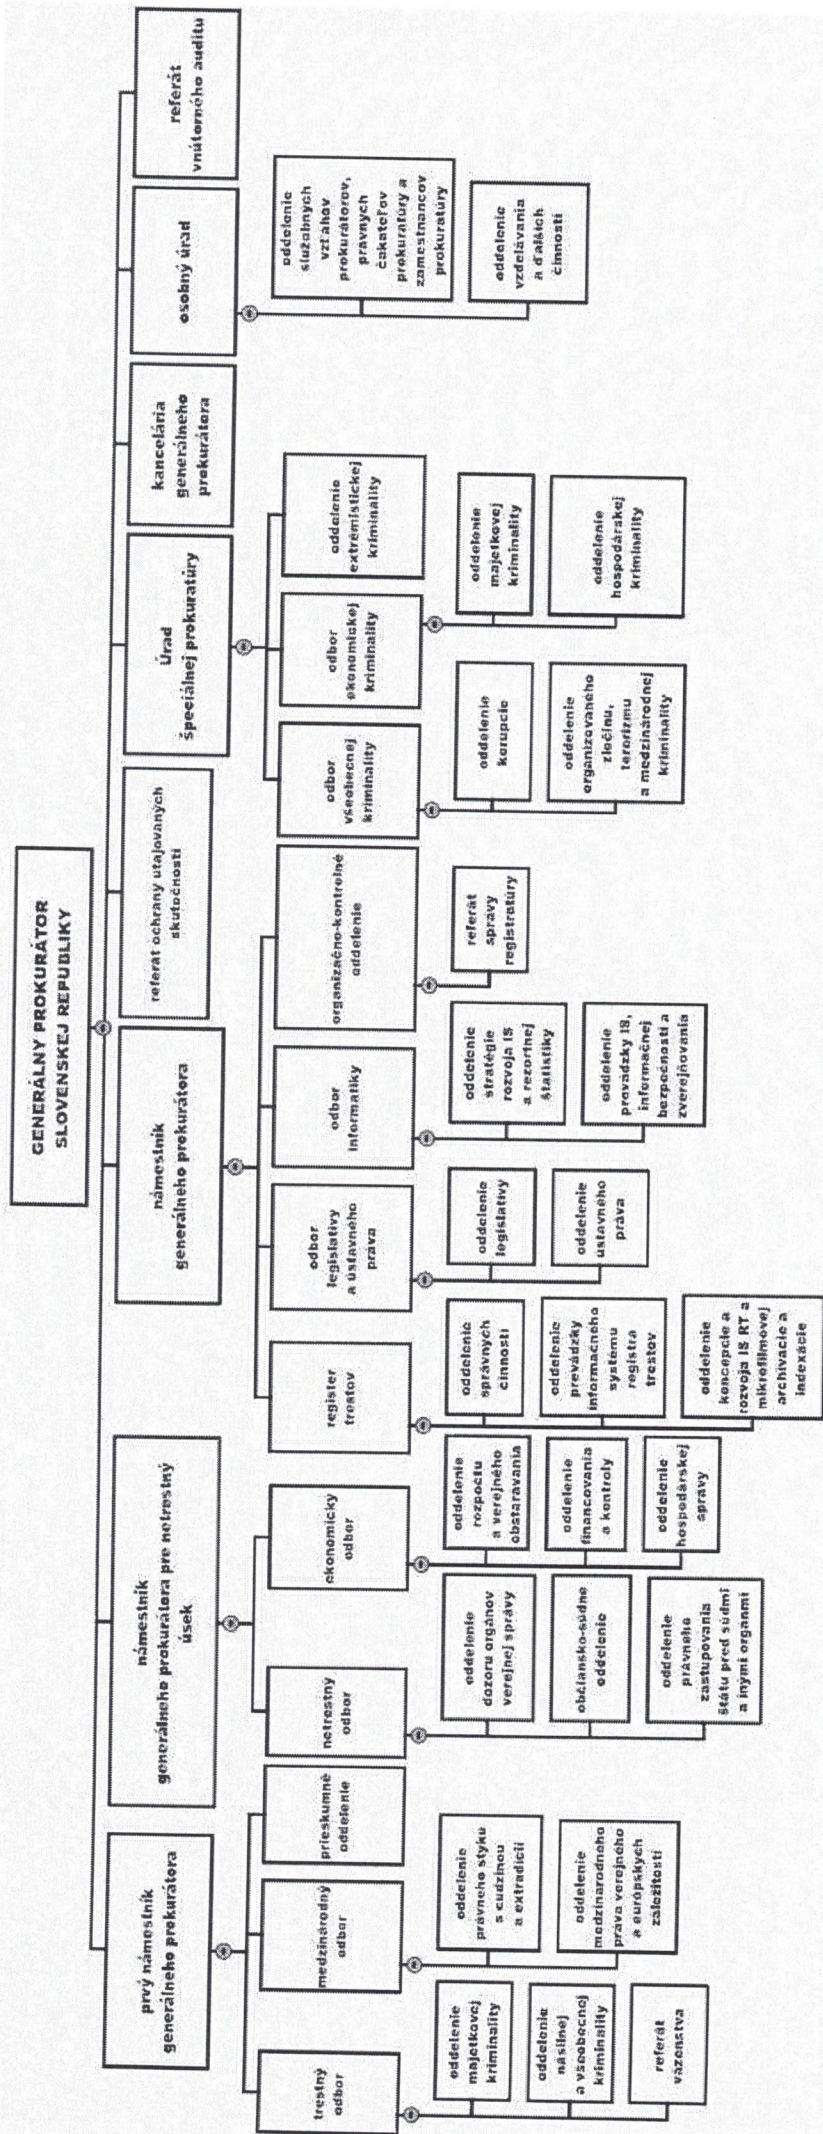 GENERÁLNY PROKURÁTOR
SLOVENSKEJ REPUBLIKY
prvý námestník
generálneho prokurátora
námestník
generálneho prokurátora pre netrestný
úsek
námestník
generálneho prokurátora
referát ochrany utajovaných
skutočností
Úrad
špeciálnej prokuratúry
kancelária
generálneho
prokurátora
osobný úrad
referát
vnútorného auditu
trestný
odbor
medzinárodný
odbor
prieskumné
oddelenie
netrestný
odbor
ekonomický
odbor
register
trestov
odbor
legislatívy
a ústavného
práva
odbor
informatiky
organizačno-kontrolné
oddelenie
odbor
všeobecnej
kriminality
odbor
ekonomickej
kriminality
oddelenie
extrémistickej
kriminality
oddelenie
služobných
vzťahov
prokurátorov,
právnych
čakateľov
prokuratúry a
zamestnancov
prokuratúry
oddelenie
vzdelávania
a ďalších
činností
oddelenie
majetkovej
kriminality
oddelenie
násilnej
a všeobecnej
kriminality
referát
väzenstva
oddelenie
právneho styku
s cudzinou
a extradícií
oddelenie
medzinárodného
práva verejného
a európskych
záležitostí
oddelenie
dozoru orgánov
verejnej správy
občiansko-súdne
oddelenie
oddelenie
právneho
zastupovania
štátu pred súdmi
a inými orgánmi
oddelenie
rozpočtu
a verejného
obstarávania
oddelenie
financovania
a kontroly
oddelenie
hospodárskej
správy
oddelenie
správnych
činností
oddelenie
prevádzky
informačného
systému
registra
trestov
oddelenie
koncepcie a
rozvoja IS RT a
mikrofilmovej
archivácie a
indexácie
oddelenie
legislatívy
oddelenie
ústavného
práva
oddelenie
stratégie
rozvoja IS
a rezortnej
štatistiky
oddelenie
prevádzky IS,
informačnej
bezpečnosti a
zverejňovania
referát
správy
registratúry
oddelenie
korupcie
oddelenie
organizovaného
zločinu,
terorizmu
a medzinárodnej
kriminality
oddelenie
majetkovej
kriminality
oddelenie
hospodárskej
kriminality